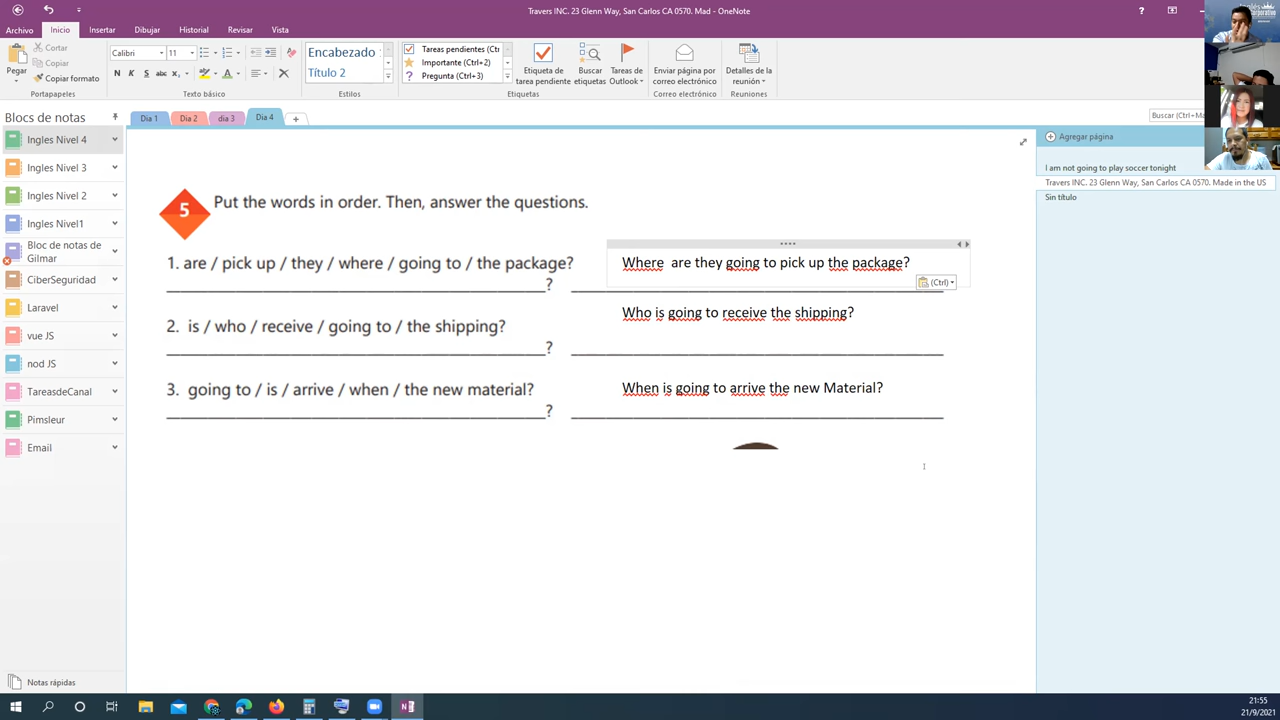 Travers INC. 23 Glenn Way, San Carlos CA 0570. Mad - OneNote
?
Archivo Inicio Insertar Dibujar Historial Revisar Vista
Pegar
Cortar
Copiar
Copiar formato
Portapapeles
Calibri 11
N K S abc x₂ A
Texto básico
Encabezado
Título 2
Estilos
Tareas pendientes (Ctr
Importante (Ctrl+2)
Pregunta (Ctrl+3)
Etiqueta de
tarea pendiente
Buscar
etiquetas
Etiquetas
Tareas de
Outlook
Enviar página por
correo electrónico
Correo electrónico
Detalles de la
reunión
Reuniones
Inglés
Corporativo
Blocs de notas
Dia 1 Dia 2 dia 3 Dia 4 +
Buscar (Ctrl+Ma
Ingles Nivel 4
Ingles Nivel 3
Ingles Nivel 2
Ingles Nivel1
Bloc de notas de
Gilmar
CiberSeguridad
Laravel
vue JS
nod JS
TareasdeCanal
Pimsleur
Email
Notas rápidas
Agregar página
I am not going to play soccer tonight
Travers INC. 23 Glenn Way, San Carlos CA 0570. Made in the US
Sin título
5 Put the words in order. Then, answer the questions.
1. are / pick up / they / where / going to / the package?
Where are they going to pick up the package?
(Ctrl)
?
2. is / who / receive / going to / the shipping?
Who is going to receive the shipping?
?
3. going to / is / arrive / when / the new material?
When is going to arrive the new Material?
?
21:55
21/9/2021